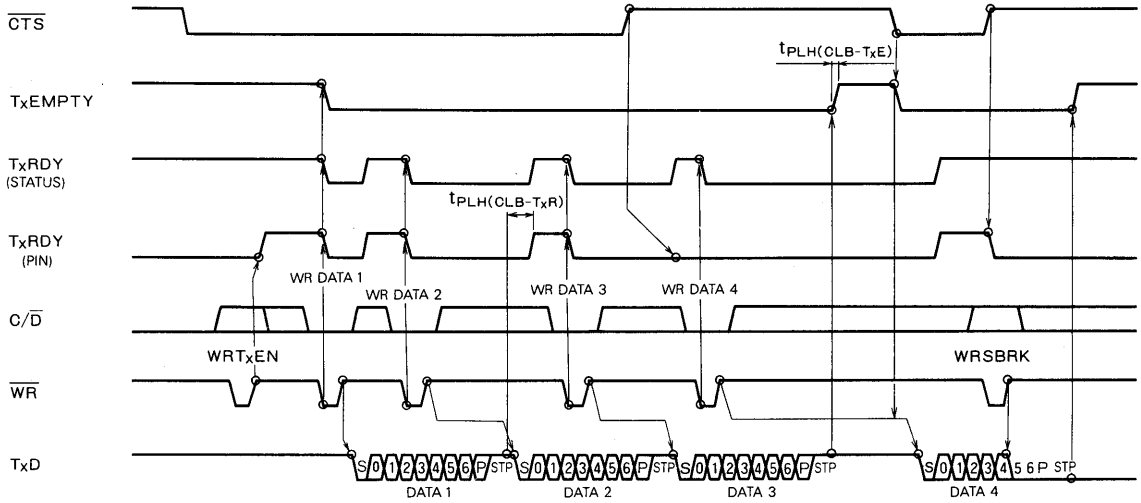 CTS
tPLH(CLB-TxE)
TxEMPTY
TxRDY
(STATUS)
tPLH(CLB-TxR)
TxRDY
(PIN)
WR DATA 1
WR DATA 2
WR DATA 3
WR DATA 4
C/D
WRTxEN
WRSBRK
WR
TxD
S 0 1 2 3 4 5 6 P STP
S 0 1 2 3 4 5 6 P STP
S 0 1 2 3 4 5 6 P STP
S 0 1 2 3 4 5 6 P STP
DATA 1
DATA 2
DATA 3
DATA 4